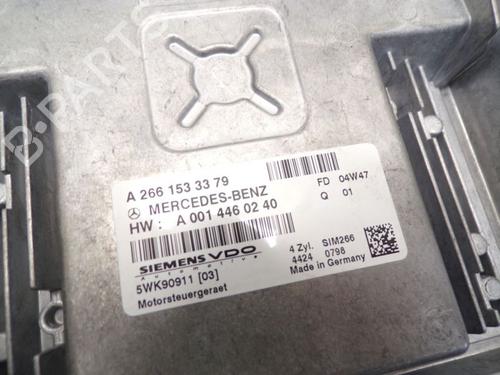 A 266 153 33 79
MERCEDES-BENZ
HW : A 001 446 02 40
FD 04W47
Q 01
SIEMENS VDO
Automotive
5WK90911 [03]
Motorsteuergeraet
4 Zyl. SIM266
4424 0798
Made in Germany
B-PARTS